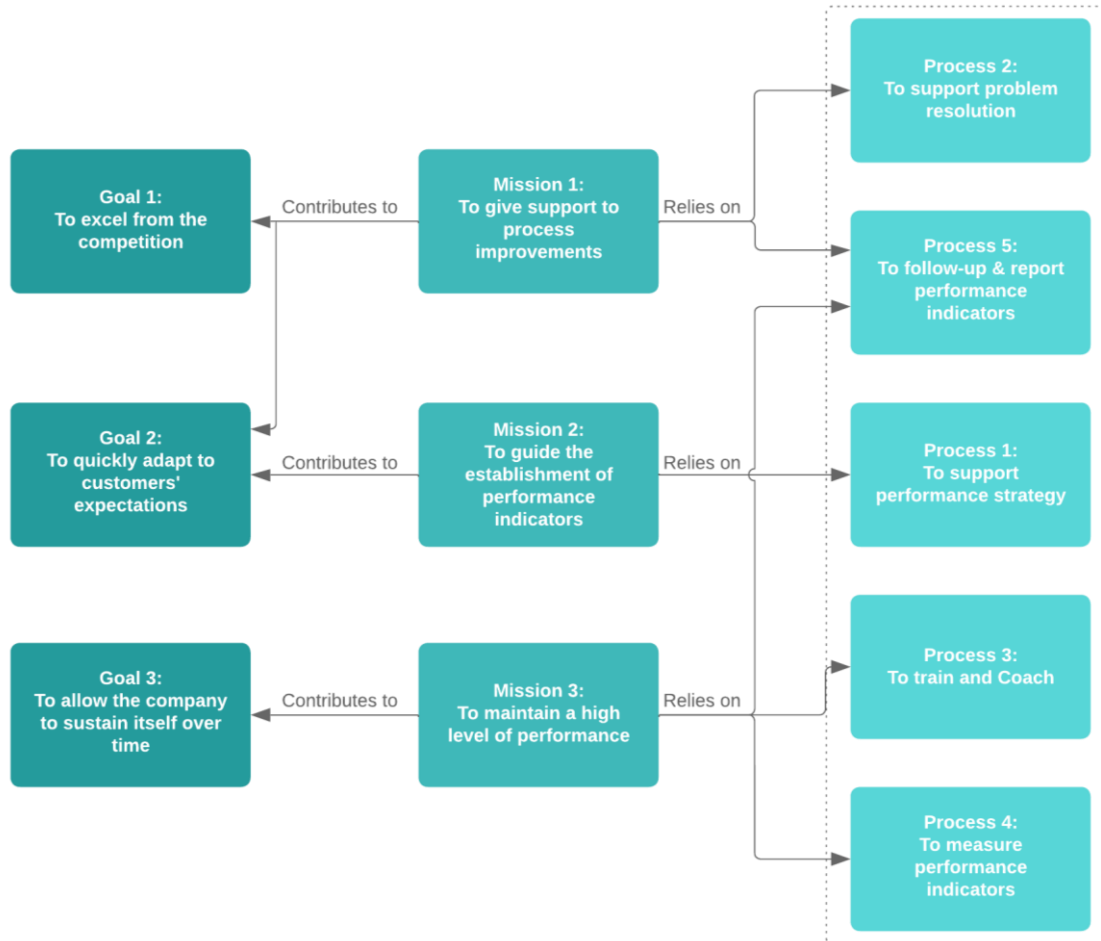 Process 2:
To support problem
resolution
Goal 1:
To excel from the
competition
Contributes to
Mission 1:
To give support to
process
improvements
Relies on
Process 5:
To follow-up & report
performance
indicators
Goal 2:
To quickly adapt to
customers'
expectations
Contributes to
Mission 2:
To guide the
establishment of
performance
indicators
Relies on
Process 1:
To support
performance strategy
Goal 3:
To allow the company
to sustain itself over
time
Contributes to
Mission 3:
To maintain a high
level of performance
Relies on
Process 3:
To train and Coach
Process 4:
To measure
performance
indicators